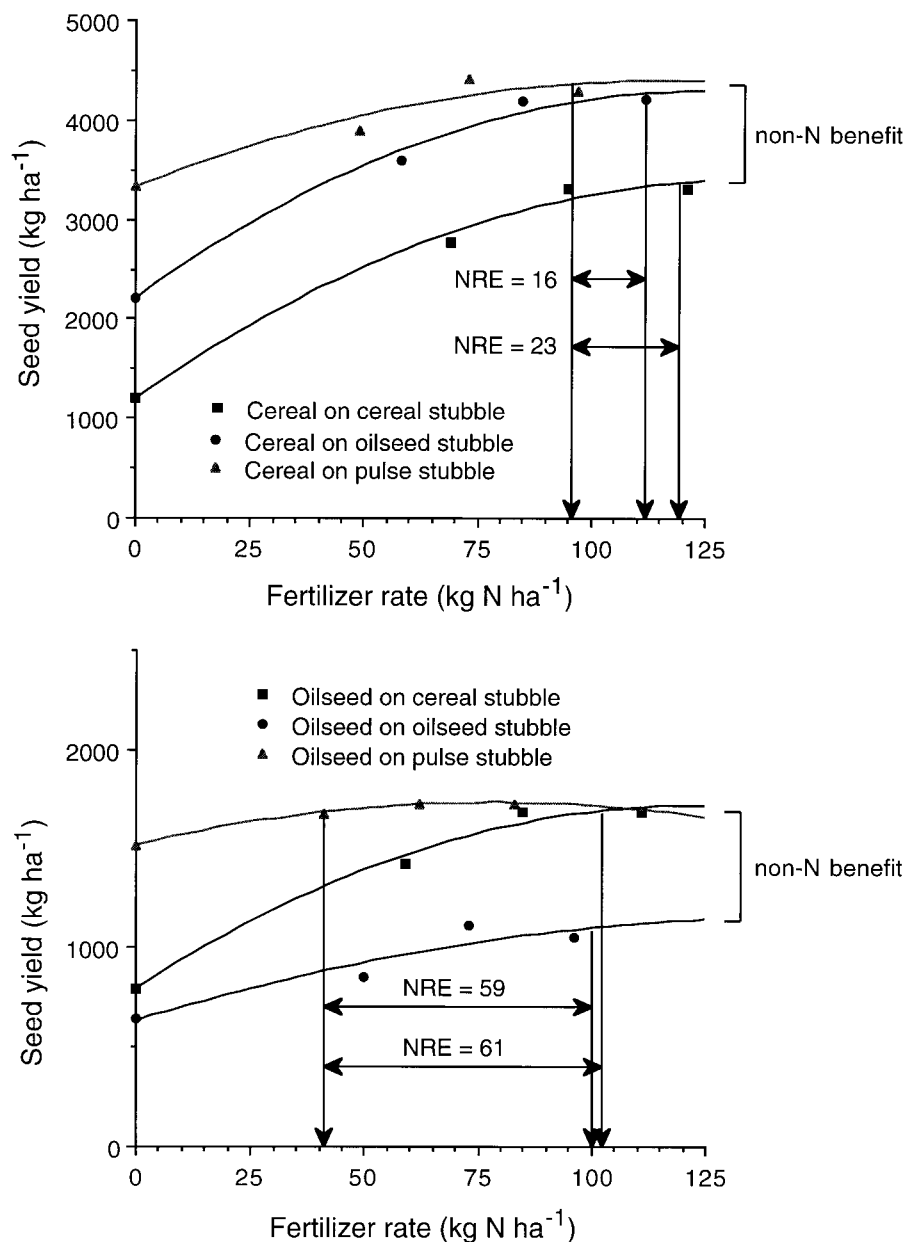 5000
4000
3000
2000
1000
0
Seed yield (kg ha⁻¹)
non-N benefit
NRE = 16
NRE = 23
Cereal on cereal stubble
Cereal on oilseed stubble
Cereal on pulse stubble
0 25 50 75 100 125
Fertilizer rate (kg N ha⁻¹)
Oilseed on cereal stubble
Oilseed on oilseed stubble
Oilseed on pulse stubble
2000
1000
0
Seed yield (kg ha⁻¹)
non-N benefit
NRE = 59
NRE = 61
0 25 50 75 100 125
Fertilizer rate (kg N ha⁻¹)